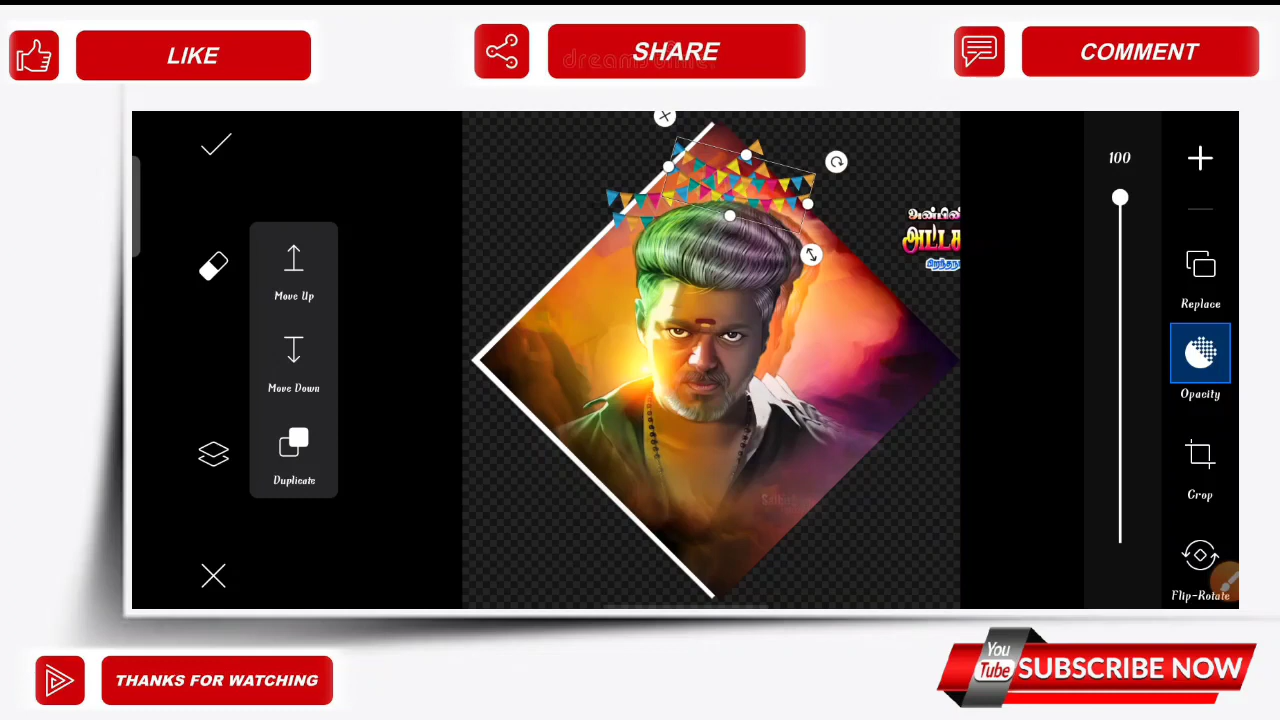 LIKE
SHARE
COMMENT
100
Replace
Move Up
Opacity
Move Down
Crop
Duplicate
Flip-Rotate
THANKS FOR WATCHING
You
Tube
SUBSCRIBE NOW